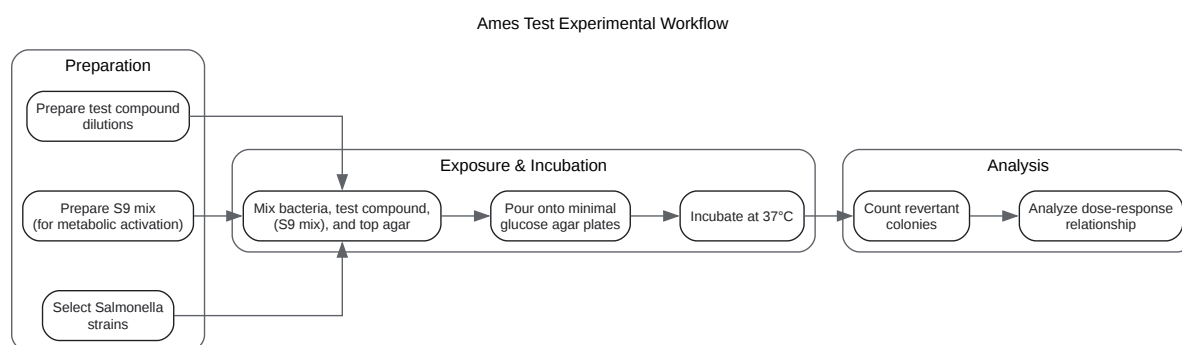 Ames Test Experimental Workflow
Preparation
Prepare test compound
dilutions
Prepare S9 mix
(for metabolic activation)
Select Salmonella
strains
Exposure & Incubation
Mix bacteria, test compound,
(S9 mix), and top agar
Pour onto minimal
glucose agar plates
Incubate at 37°C
Analysis
Count revertant
colonies
Analyze dose-response
relationship